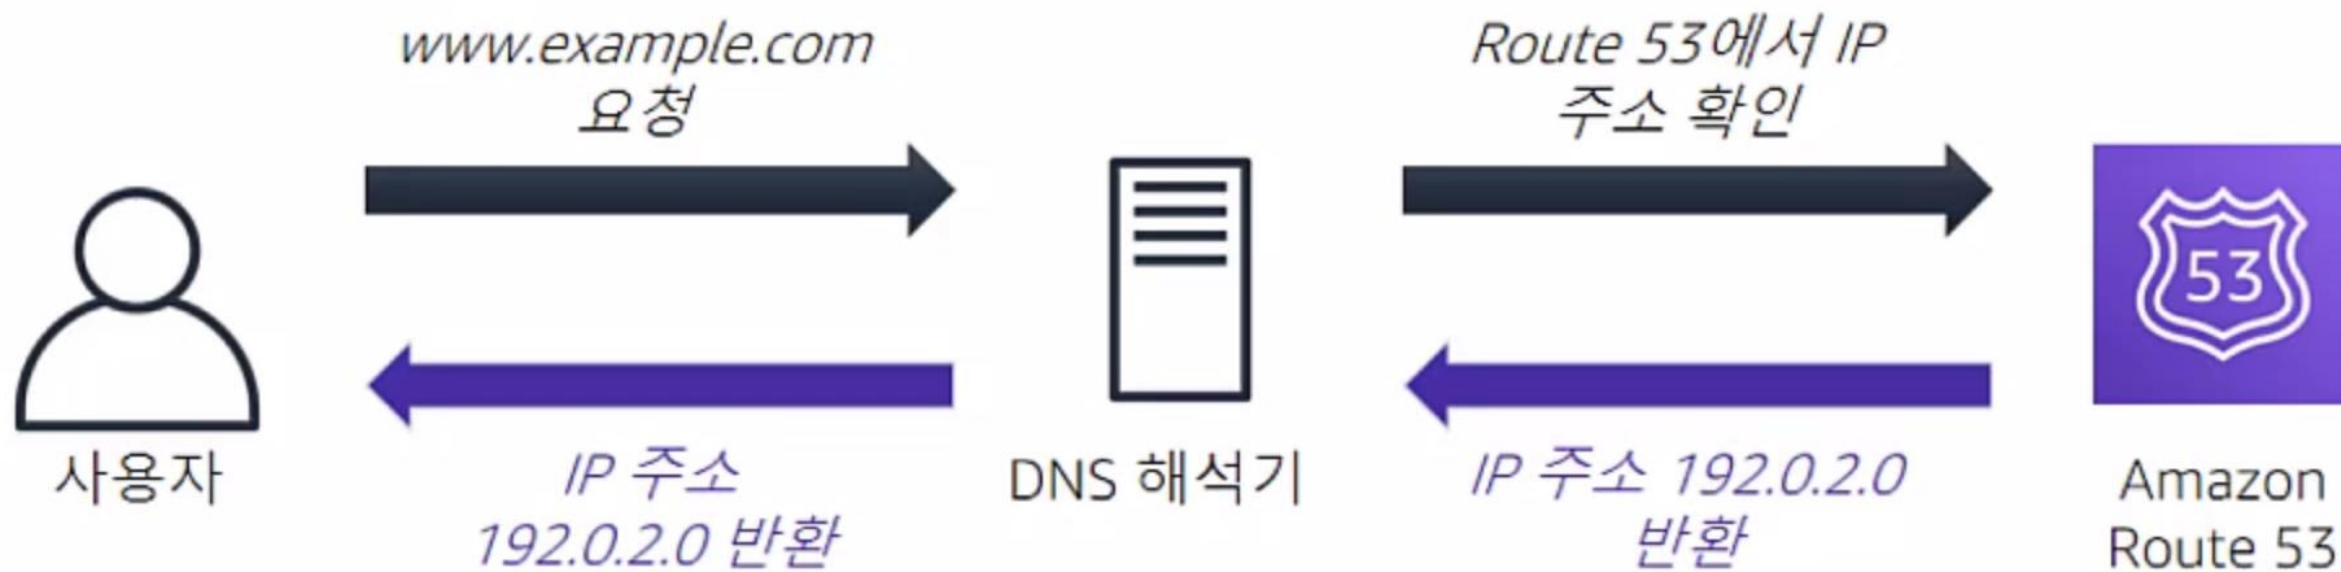 www.example.com
요청
Route 53에서 IP
주소 확인
53
사용자
IP 주소
192.0.2.0 반환
DNS 해석기
IP 주소 192.0.2.0
반환
Amazon
Route 53